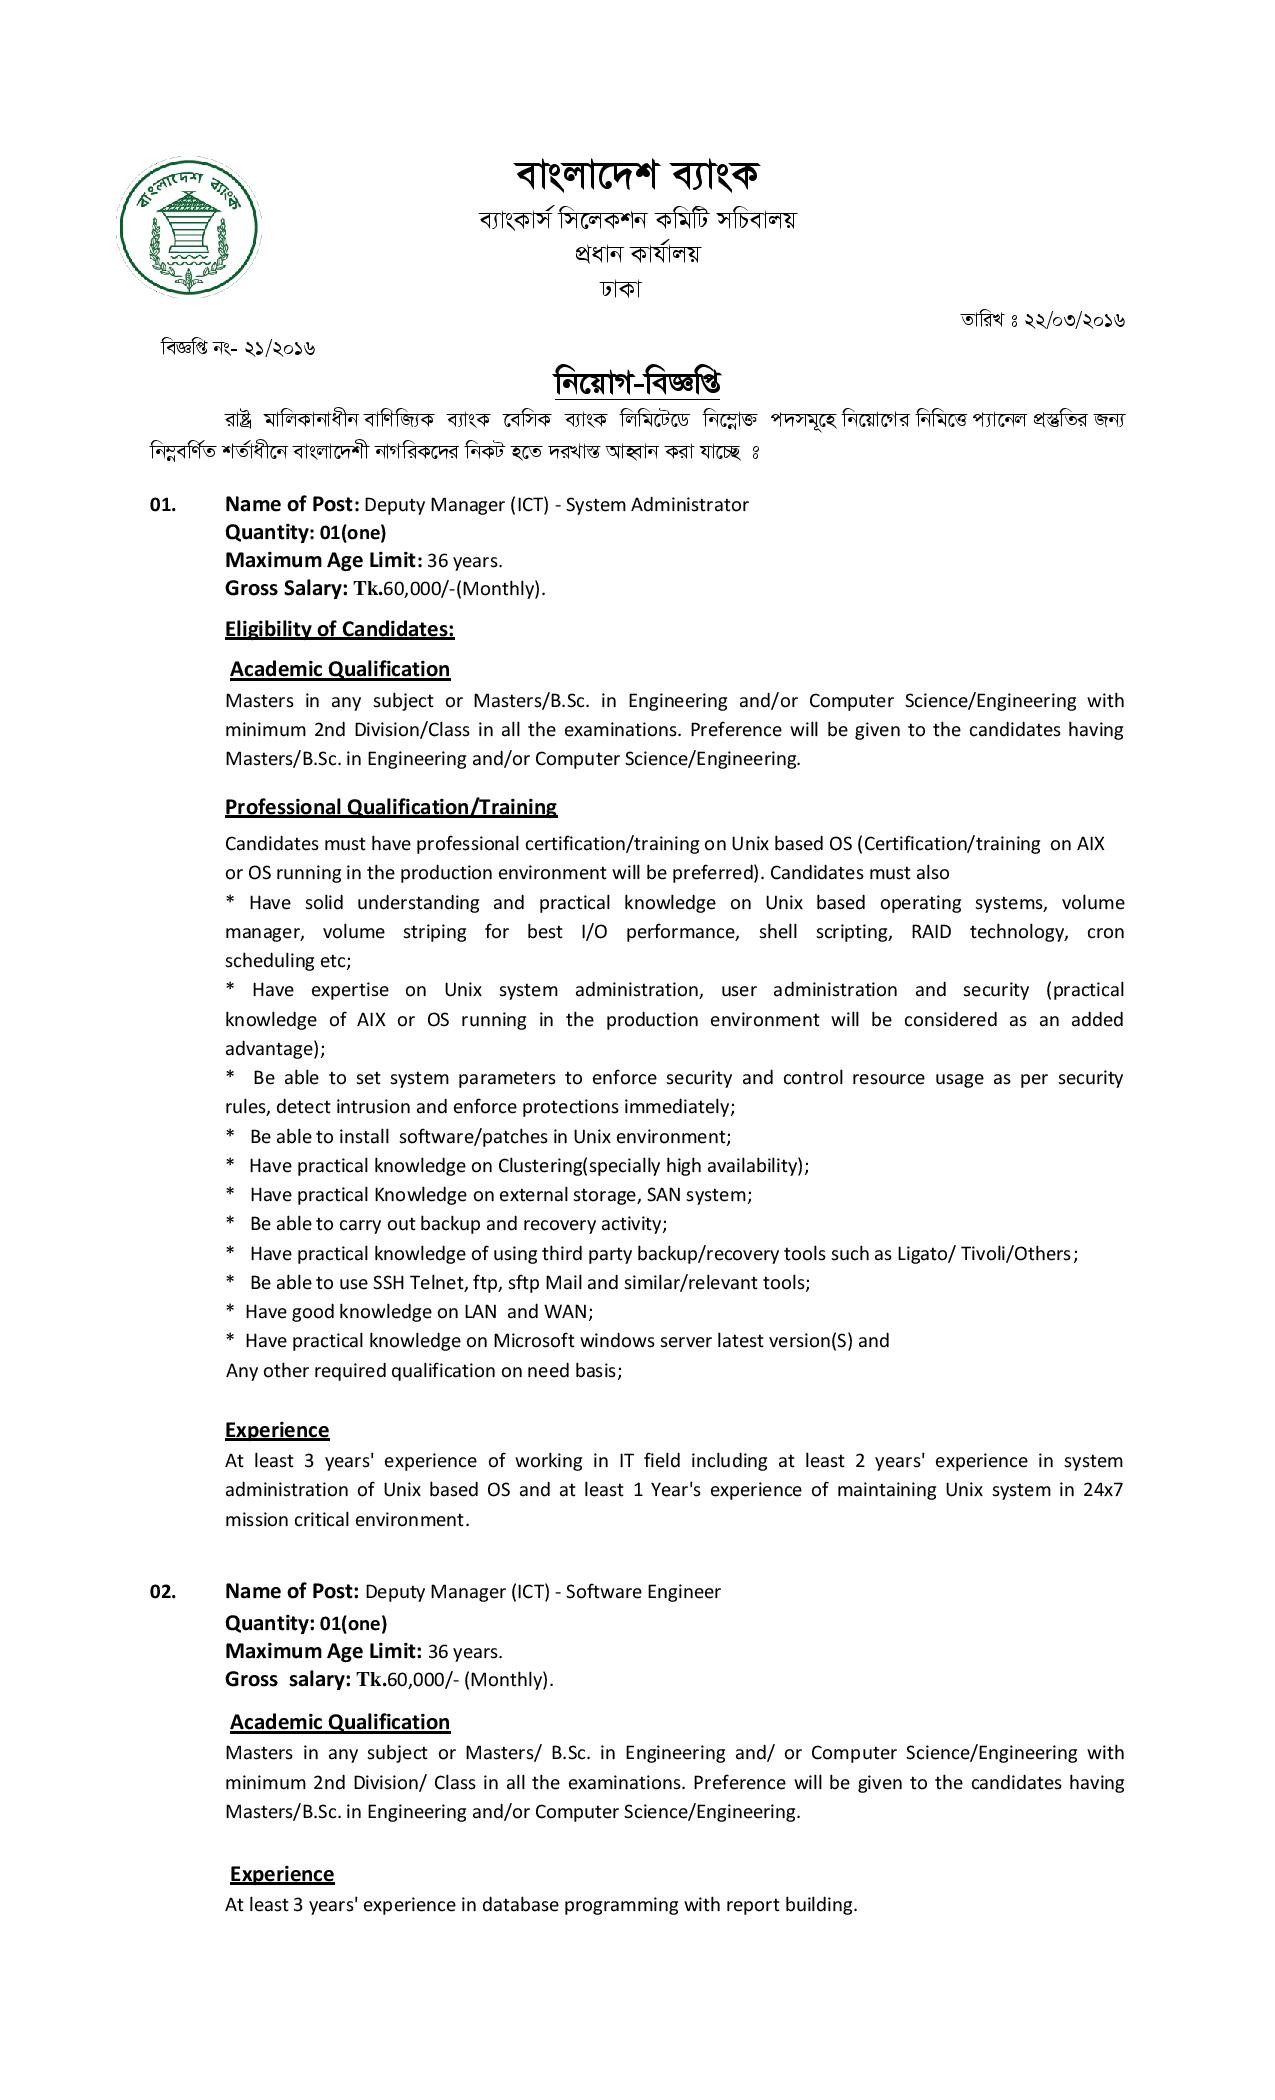 বাংলাদেশ ব্যাংক
বাংলাদেশ ব্যাংক
ব্যাংকার্স সিলেকশন কমিটি সচিবালয়
প্রধান কার্যালয়
ঢাকা
তারিখ ঃ ২২/০৩/২০১৬
বিজ্ঞপ্তি নং- ২১/২০১৬
নিয়োগ-বিজ্ঞপ্তি
রাষ্ট্র মালিকানাধীন বাণিজ্যিক ব্যাংক বেসিক ব্যাংক লিমিটেডে নিম্নোক্ত পদসমূহে নিয়োগের নিমিত্তে প্যানেল প্রস্তুতির জন্য
নিম্নবর্ণিত শর্তাধীনে বাংলাদেশী নাগরিকদের নিকট হতে দরখাস্ত আহ্বান করা যাচ্ছে ঃ
01. Name of Post: Deputy Manager (ICT) - System Administrator
Quantity: 01(one)
Maximum Age Limit: 36 years.
Gross Salary: Tk.60,000/-(Monthly).
Eligibility of Candidates:
Academic Qualification
Masters in any subject or Masters/B.Sc. in Engineering and/or Computer Science/Engineering with
minimum 2nd Division/Class in all the examinations. Preference will be given to the candidates having
Masters/B.Sc. in Engineering and/or Computer Science/Engineering.
Professional Qualification/Training
Candidates must have professional certification/training on Unix based OS (Certification/training on AIX
or OS running in the production environment will be preferred). Candidates must also
* Have solid understanding and practical knowledge on Unix based operating systems, volume
manager, volume striping for best I/O performance, shell scripting, RAID technology, cron
scheduling etc;
* Have expertise on Unix system administration, user administration and security (practical
knowledge of AIX or OS running in the production environment will be considered as an added
advantage);
* Be able to set system parameters to enforce security and control resource usage as per security
rules, detect intrusion and enforce protections immediately;
* Be able to install software/patches in Unix environment;
* Have practical knowledge on Clustering(specially high availability);
* Have practical Knowledge on external storage, SAN system;
* Be able to carry out backup and recovery activity;
* Have practical knowledge of using third party backup/recovery tools such as Ligato/ Tivoli/Others;
* Be able to use SSH Telnet, ftp, sftp Mail and similar/relevant tools;
* Have good knowledge on LAN and WAN;
* Have practical knowledge on Microsoft windows server latest version(S) and
Any other required qualification on need basis;
Experience
At least 3 years' experience of working in IT field including at least 2 years' experience in system
administration of Unix based OS and at least 1 Year's experience of maintaining Unix system in 24x7
mission critical environment.
02. Name of Post: Deputy Manager (ICT) - Software Engineer
Quantity: 01(one)
Maximum Age Limit: 36 years.
Gross salary: Tk.60,000/- (Monthly).
Academic Qualification
Masters in any subject or Masters/ B.Sc. in Engineering and/ or Computer Science/Engineering with
minimum 2nd Division/ Class in all the examinations. Preference will be given to the candidates having
Masters/B.Sc. in Engineering and/or Computer Science/Engineering.
Experience
At least 3 years' experience in database programming with report building.